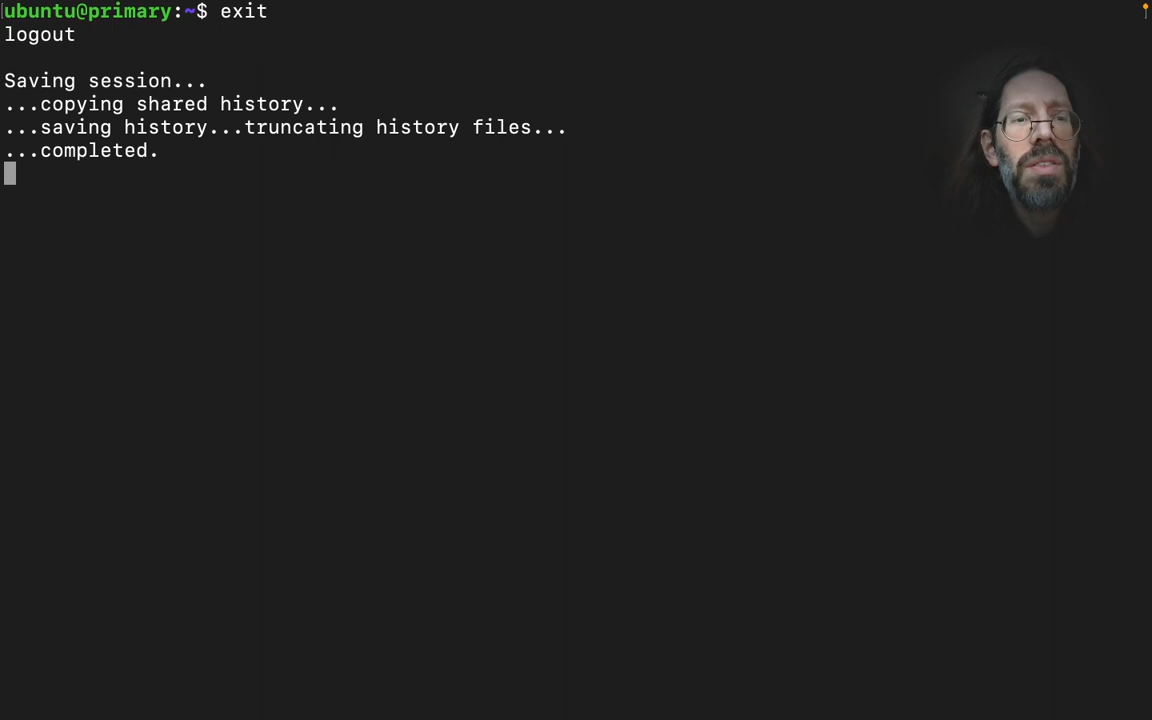 ubuntu@primary:~$ exit
logout
Saving session...
...copying shared history...
...saving history...truncating history files...
...completed.